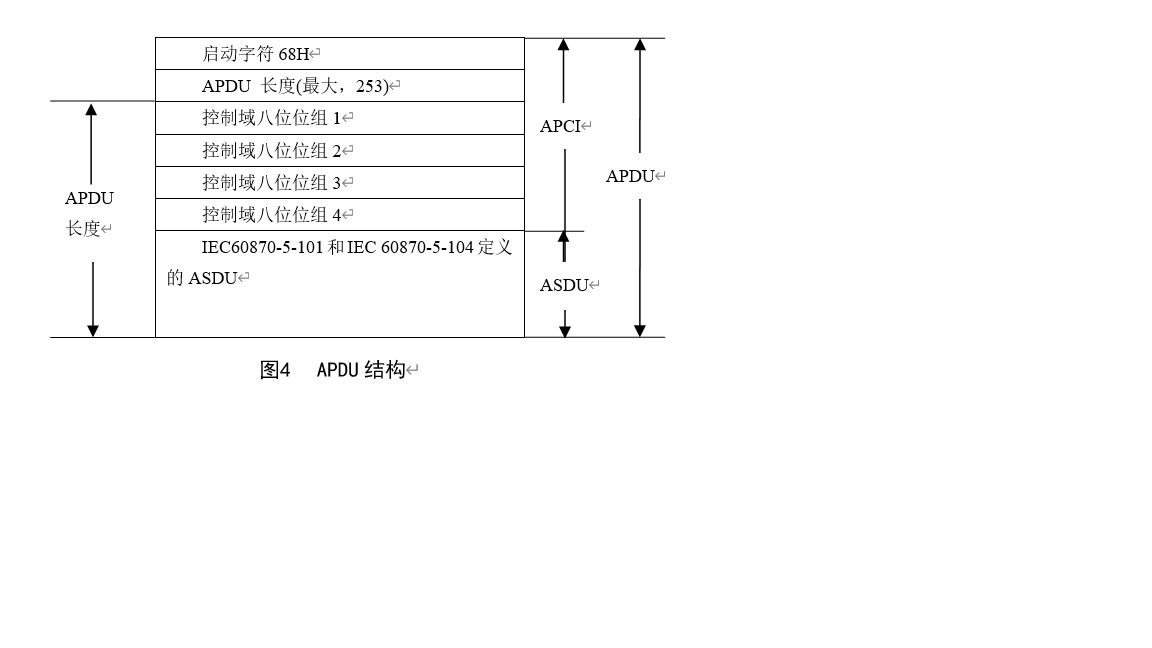 启动字符 68H↵
APDU 长度(最大，253)↵
控制域八位位组 1↵
控制域八位位组 2↵
控制域八位位组 3↵
控制域八位位组 4↵
IEC60870-5-101 和 IEC 60870-5-104 定义
的 ASDU↵
APDU
长度↵
APCI↵
ASDU↵
APDU↵
图4 APDU 结构↵